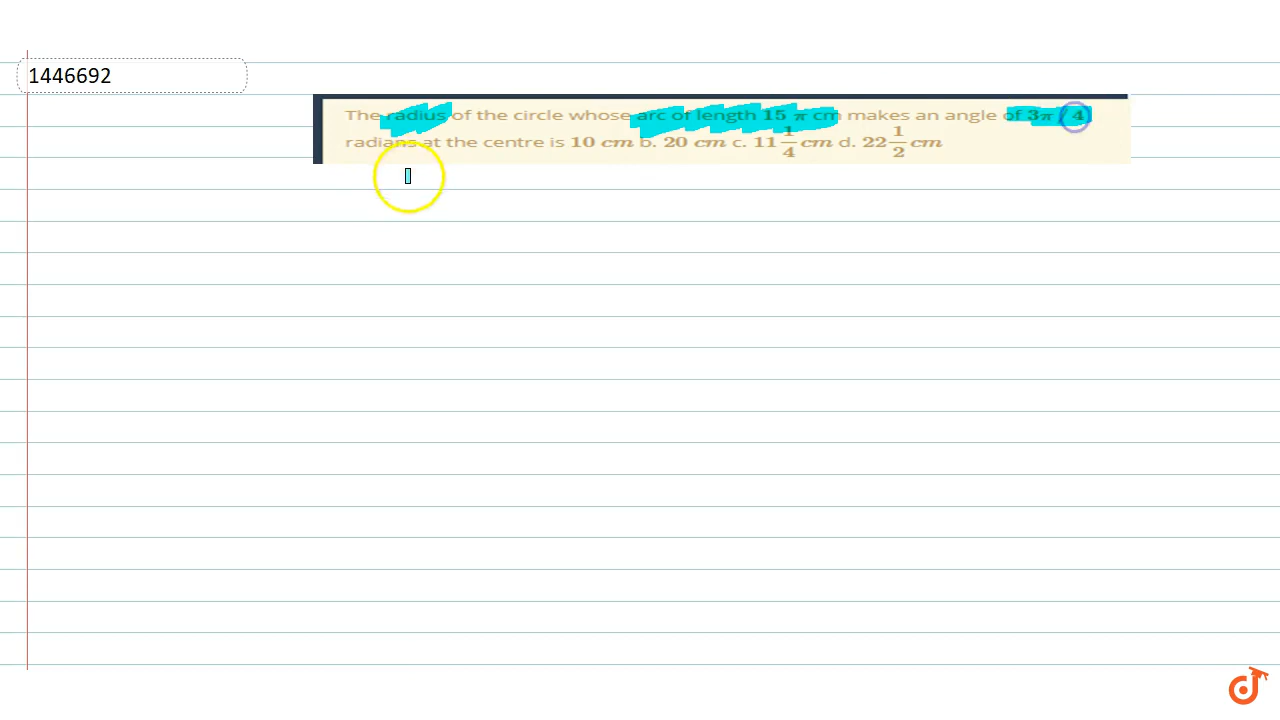 1446692
The radius of the circle whose arc of length 15 π cm makes an angle of 3π / 4
radians at the centre is 10 cm b. 20 cm c. 11 1/4 cm d. 22 1/2 cm